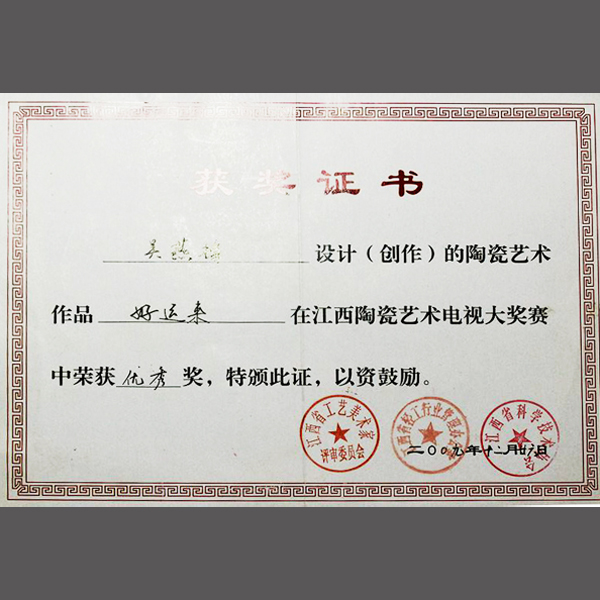 获奖证书
吴 设计（创作）的陶瓷艺术
作品 好运来 在江西陶瓷艺术电视大奖赛
中荣获 优秀 奖，特颁此证，以资鼓励。
江西省工艺美术家
评审委员会
江西省轻工行业管理办公室
江西省科学技术
二〇〇九年十二月廿六日